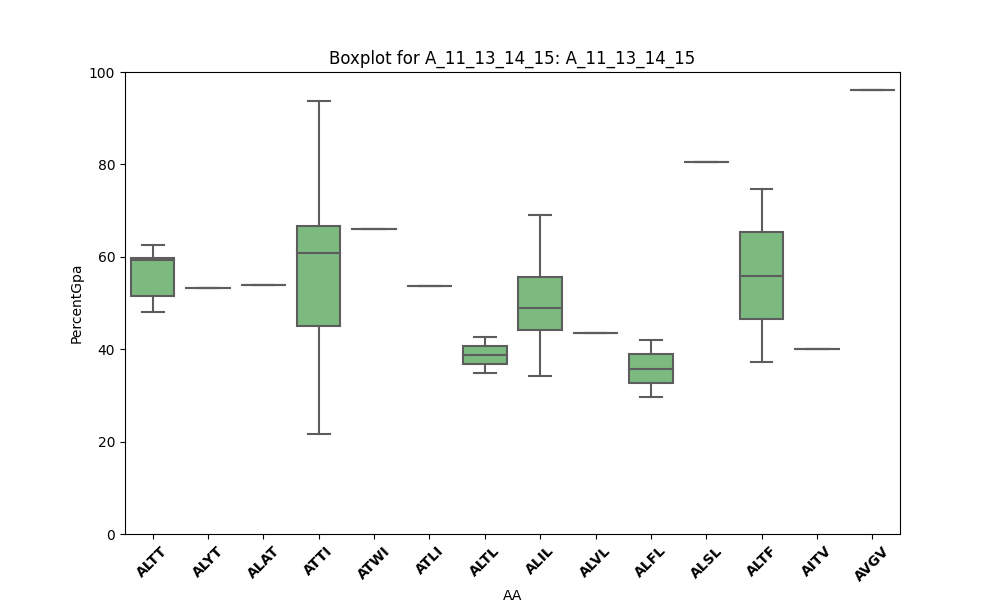 Boxplot for A_11_13_14_15: A_11_13_14_15
PercentGpa
100
80
60
40
20
0
ALTT ALYT ALAT ATTI ATWI ATLI ALTL ALIL ALVL ALFL ALSL ALTF AITV AVGV
AA